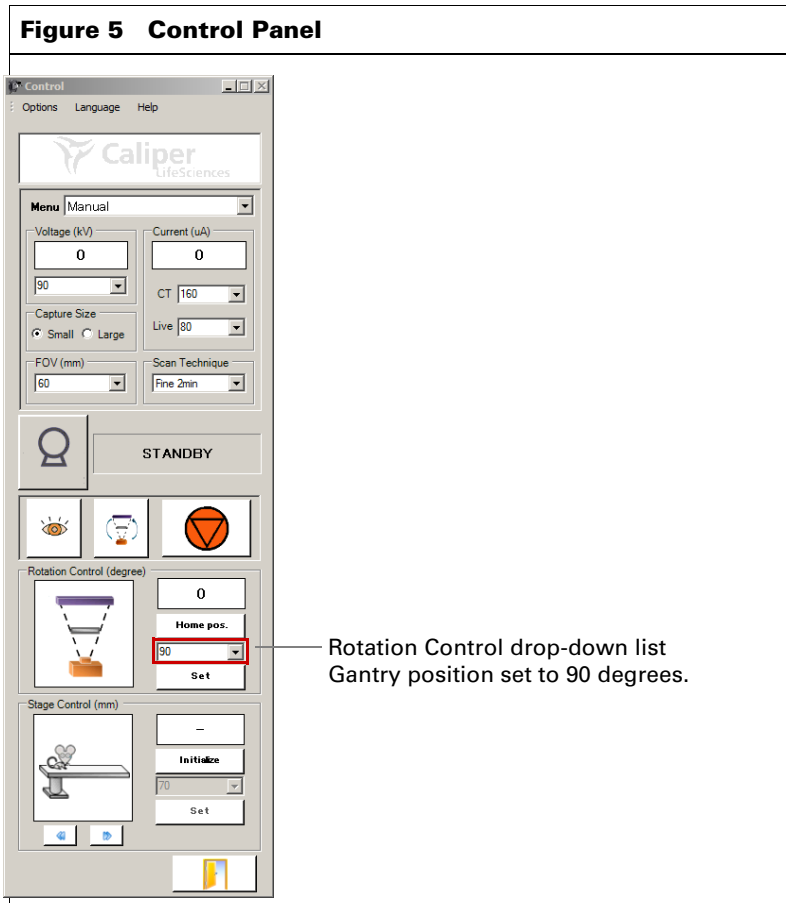 Figure 5 Control Panel
Control
Options Language Help
Caliper
LifeSciences
Menu Manual
Voltage (kV) Current (uA)
0 0
90 CT 160
Capture Size
Small Large Live 80
FOV (mm) Scan Technique
60 Fine 2min
STANDBY
Rotation Control (degree)
0
Home pos.
90
Set
Rotation Control drop-down list
Gantry position set to 90 degrees.
Stage Control (mm)
–
Initialize
70
Set